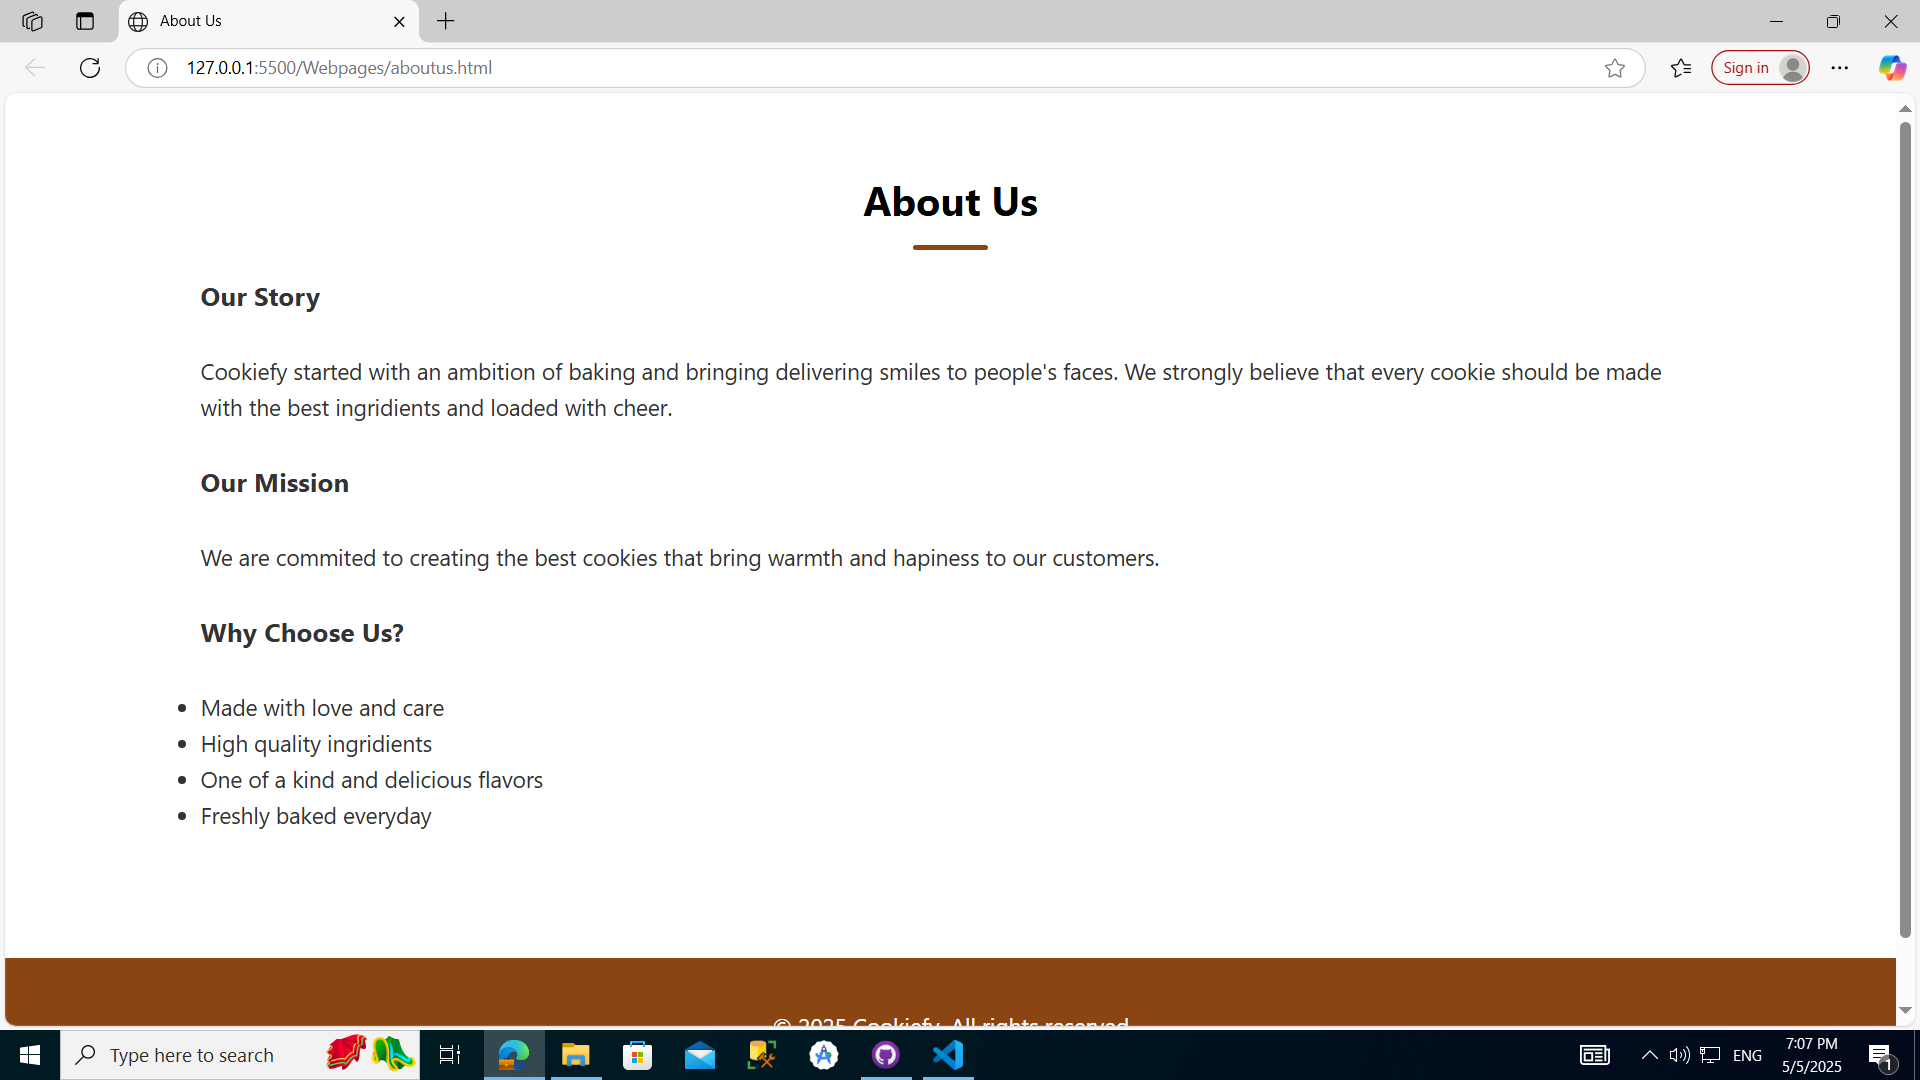 About Us
127.0.0.1:5500/Webpages/aboutus.html
Sign in
About Us
Our Story
Cookiefy started with an ambition of baking and bringing delivering smiles to people's faces. We strongly believe that every cookie should be made
with the best ingridients and loaded with cheer.
Our Mission
We are commited to creating the best cookies that bring warmth and hapiness to our customers.
Why Choose Us?
Made with love and care
High quality ingridients
One of a kind and delicious flavors
Freshly baked everyday
© 2025 Cookiefy. All rights reserved.
Type here to search
ENG
7:07 PM
5/5/2025
1